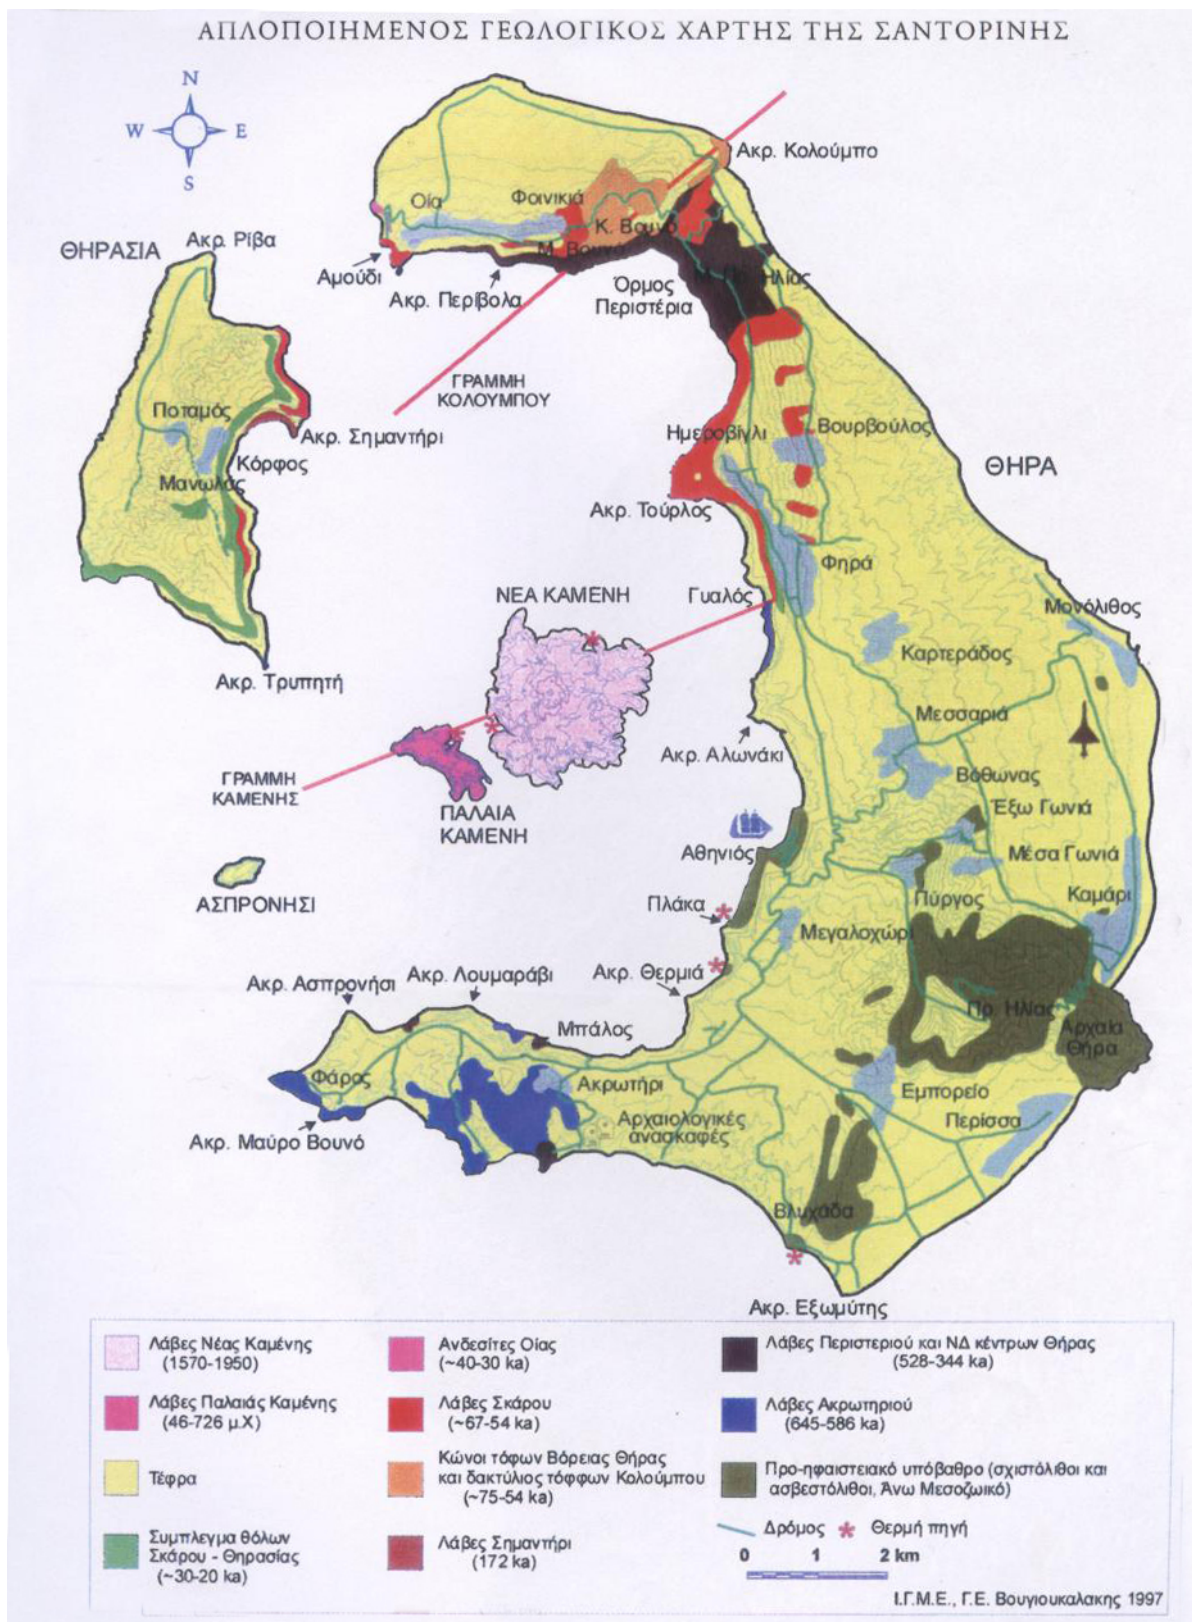 ΑΠΛΟΠΟΙΗΜΕΝΟΣ ΓΕΩΛΟΓΙΚΟΣ ΧΑΡΤΗΣ ΤΗΣ ΣΑΝΤΟΡΙΝΗΣ
N
W
E
S
Ακρ. Κολούμπο
Οία
Φοινικιά
Κ. Βουνό
Μ. Βουνό
Ηλίας
ΘΗΡΑΣΙΑ
Ακρ. Ρίβα
Αμούδι
Ακρ. Περίβολα
Όρμος
Περιστέρια
ΓΡΑΜΜΗ
ΚΟΛΟΥΜΠΟΥ
Ποταμός
Ακρ. Σημαντήρι
Κόρφος
Μανωλάς
Ημεροβίγλι
Βουρβούλος
ΘΗΡΑ
Ακρ. Τούρλος
Φηρά
Γυαλός
ΝΕΑ ΚΑΜΕΝΗ
Μονόλιθος
Καρτεράδος
Ακρ. Τρυπητή
Μεσσαριά
Ακρ. Αλωνάκι
Βόθωνας
ΓΡΑΜΜΗ
ΚΑΜΕΝΗΣ
ΠΑΛΑΙΑ
ΚΑΜΕΝΗ
Έξω Γωνιά
Αθηνιός
Μέσα Γωνιά
ΑΣΠΡΟΝΗΣΙ
Πλάκα
Πύργος
Καμάρι
Μεγαλοχώρι
Ακρ. Ασπρονήσι
Ακρ. Λουμαράβι
Ακρ. Θερμιά
Πρ. Ηλίας
Μπάλος
Αρχαία
Θήρα
Φάρος
Ακρωτήρι
Εμπορείο
Περίσσα
Ακρ. Μαύρο Βουνό
Αρχαιολογικές
ανασκαφές
Βλυχάδα
Ακρ. Εξωμύτης
Λάβες Νέας Καμένης
(1570-1950)
Λάβες Παλαιάς Καμένης
(46-726 μ.Χ)
Τέφρα
Συμπλεγμα θόλων
Σκάρου - Θηρασίας
(~30-20 ka)
Ανδεσίτες Οίας
(~40-30 ka)
Λάβες Σκάρου
(~67-54 ka)
Κώνοι τόφων Βόρειας Θήρας
και δακτύλιος τόφφων Κολούμπου
(~75-54 ka)
Λάβες Σημαντήρι
(172 ka)
Λάβες Περιστεριού και ΝΔ κέντρων Θήρας
(528-344 ka)
Λάβες Ακρωτηριού
(645-586 ka)
Προ-ηφαιστειακό υπόβαθρο (σχιστόλιθοι και
ασβεστόλιθοι, Άνω Μεσοζωικό)
Δρόμος
Θερμή πηγή
0 1 2 km
Ι.Γ.Μ.Ε., Γ.Ε. Βουγιουκαλακης 1997